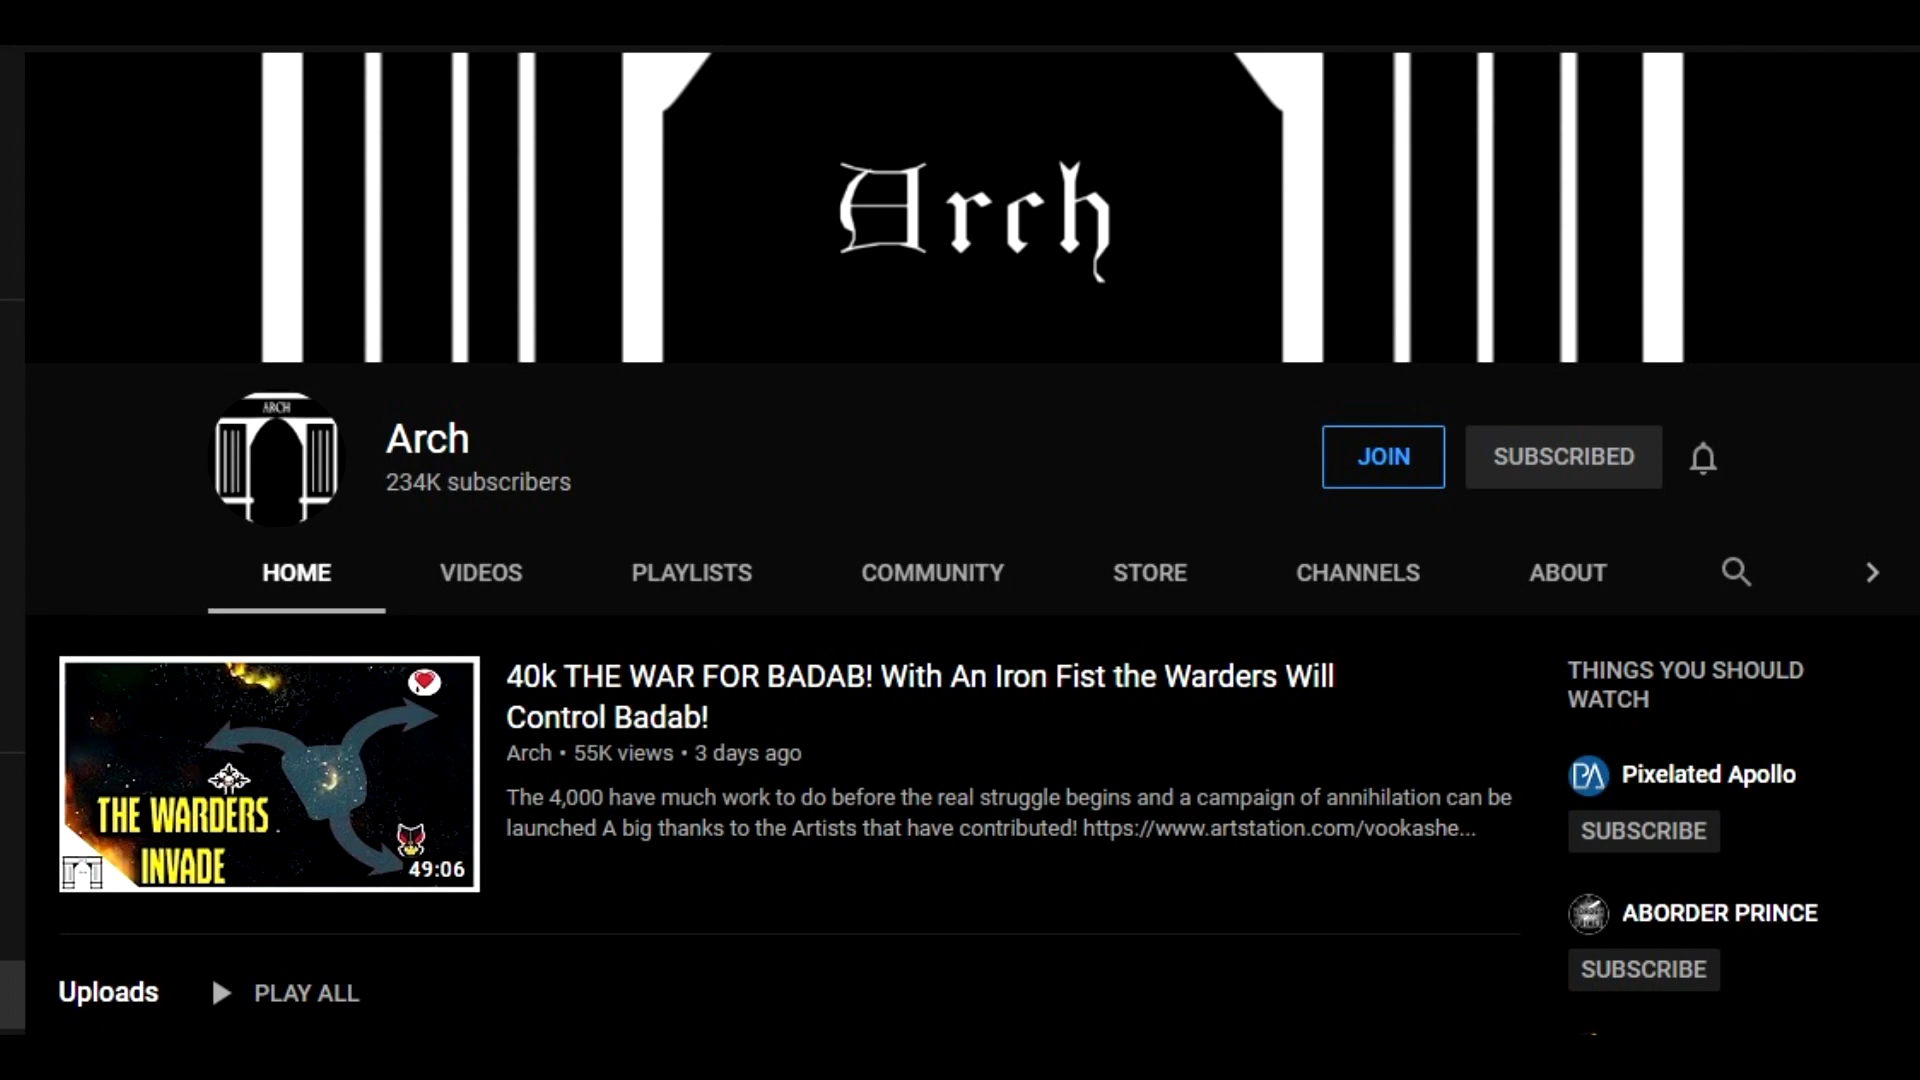 Arch
ARCH
Arch
234K subscribers
JOIN
SUBSCRIBED
HOME
VIDEOS
PLAYLISTS
COMMUNITY
STORE
CHANNELS
ABOUT
THE WARDERS
INVADE
49:06
40k THE WAR FOR BADAB! With An Iron Fist the Warders Will
Control Badab!
Arch • 55K views • 3 days ago
The 4,000 have much work to do before the real struggle begins and a campaign of annihilation can be
launched A big thanks to the Artists that have contributed! https://www.artstation.com/vookashe...
THINGS YOU SHOULD
WATCH
PA Pixelated Apollo
SUBSCRIBE
ABORDER PRINCE
SUBSCRIBE
Uploads
PLAY ALL